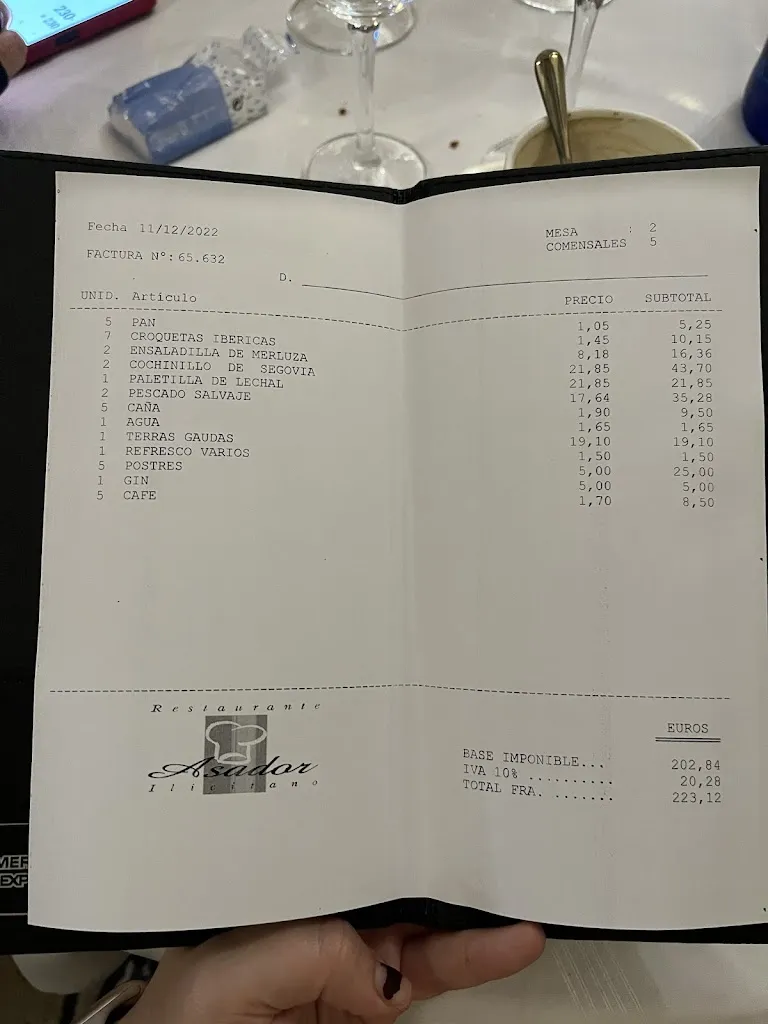 230
Fecha 11/12/2022
MESA : 2
COMENSALES 5
FACTURA Nº: 65.632
D.
UNID. Artículo PRECIO SUBTOTAL
5 PAN 1,05 5,25
7 CROQUETAS IBERICAS 1,45 10,15
2 ENSALADILLA DE MERLUZA 8,18 16,36
2 COCHINILLO DE SEGOVIA 21,85 43,70
1 PALETILLA DE LECHAL 21,85 21,85
2 PESCADO SALVAJE 17,64 35,28
5 CAÑA 1,90 9,50
1 AGUA 1,65 1,65
1 TERRAS GAUDAS 19,10 19,10
1 REFRESCO VARIOS 1,50 1,50
5 POSTRES 5,00 25,00
1 GIN 5,00 5,00
5 CAFE 1,70 8,50
Restaurante
Asador
Ilicitano
EUROS
BASE IMPONIBLE... 202,84
IVA 10% .......... 20,28
TOTAL FRA. ....... 223,12